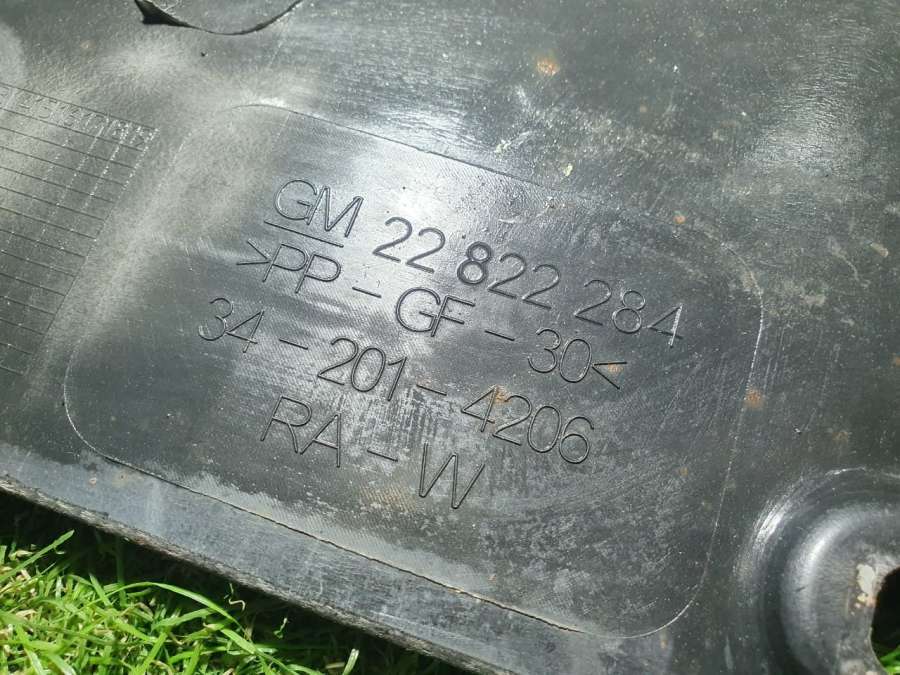 GM 22 822 284
>PP-GF-30<
34-201-4206
RA-W